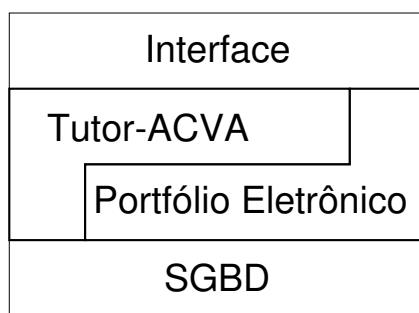 Interface
Tutor-ACVA
Portfólio Eletrônico
SGBD